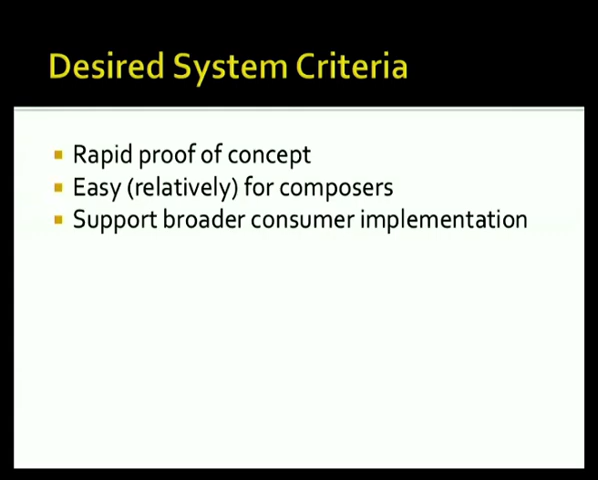 Desired System Criteria
Rapid proof of concept
Easy (relatively) for composers
Support broader consumer implementation